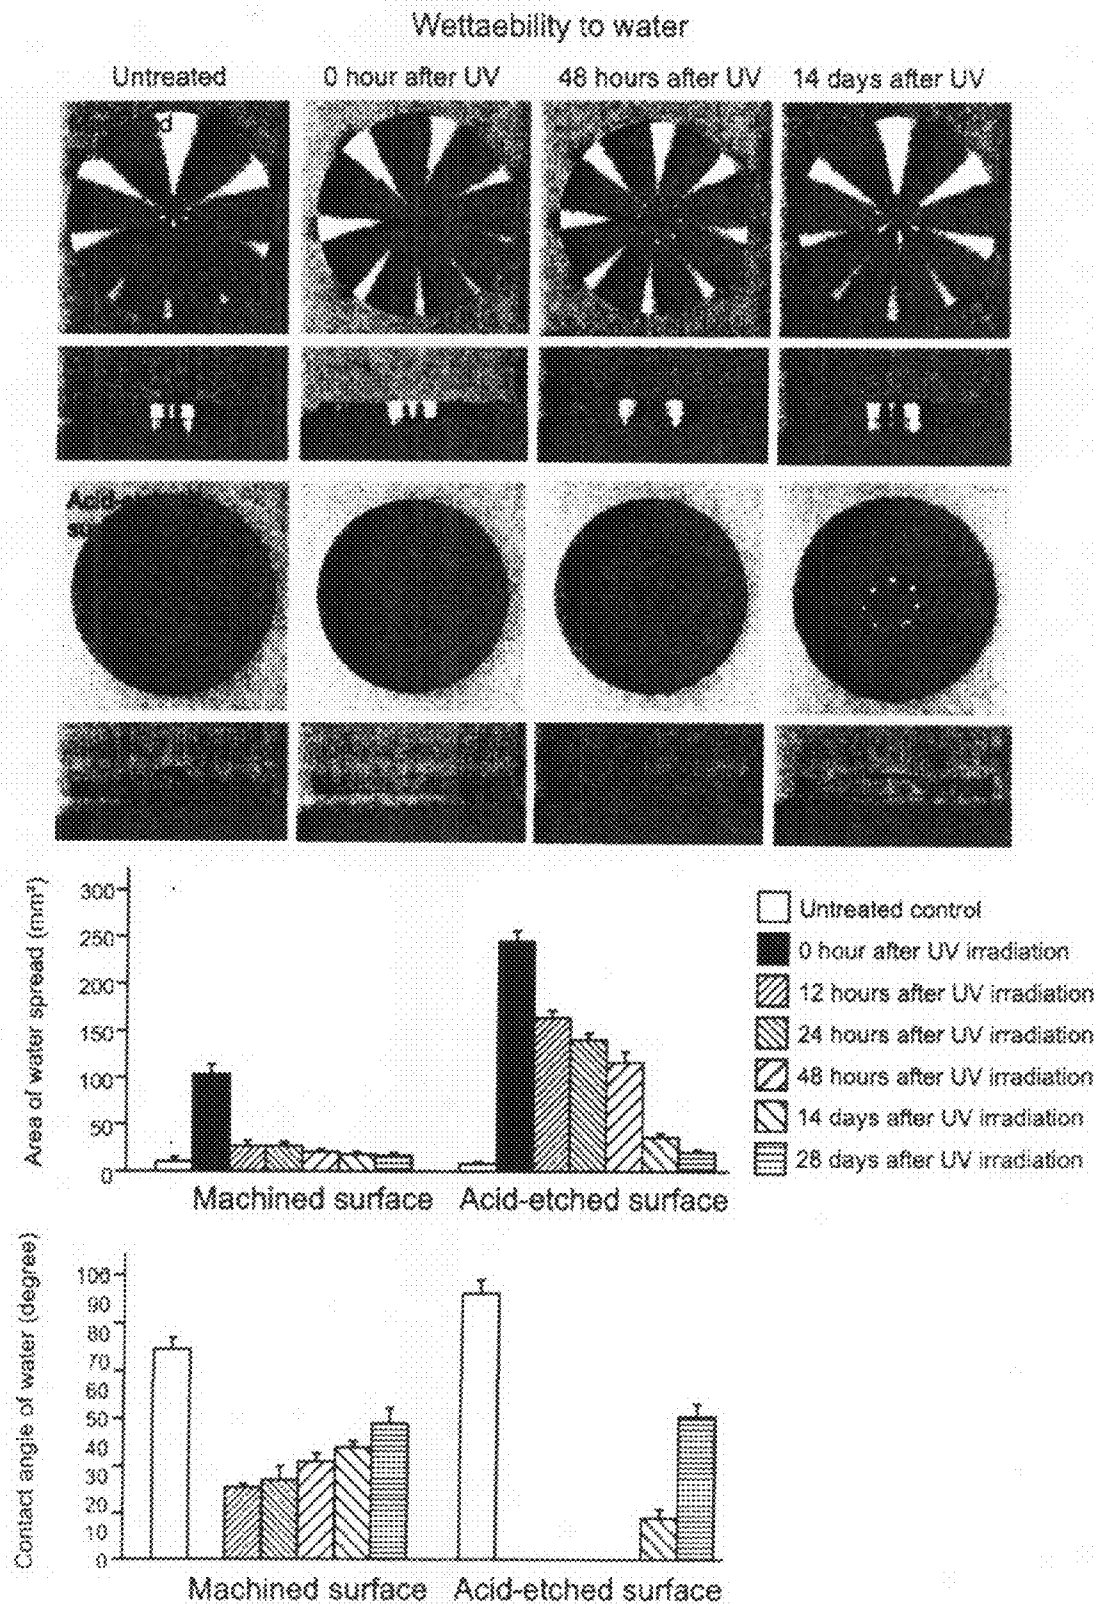 Wettaebility to water
Untreated
0 hour after UV
48 hours after UV
14 days after UV
d
Area of water spread (mm²)
300
250
200
150
100
50
0
Machined surface
Acid-etched surface
Untreated control
0 hour after UV irradiation
12 hours after UV irradiation
24 hours after UV irradiation
48 hours after UV irradiation
14 days after UV irradiation
28 days after UV irradiation
Contact angle of water (degree)
100
90
80
70
60
50
40
30
20
10
0
Machined surface
Acid-etched surface